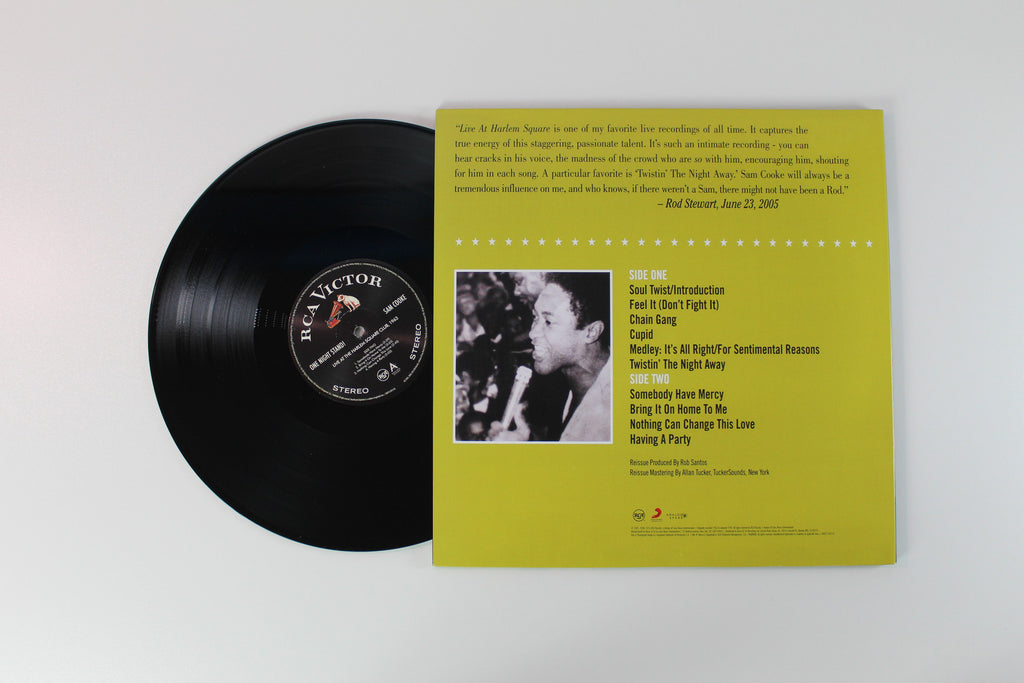 RCA VICTOR
SAM COOKE
ONE NIGHT STAND!
LIVE AT THE HARLEM SQUARE CLUB, 1963
A
STEREO
STEREO
“Live At Harlem Square is one of my favorite live recordings of all time. It captures the
true energy of this staggering, passionate talent. It's such an intimate recording - you can
hear cracks in his voice, the madness of the crowd who are so with him, encouraging him, shouting
for him in each song. A particular favorite is ‘Twistin’ The Night Away.’ Sam Cooke will always be a
tremendous influence on me, and who knows, if there weren't a Sam, there might not have been a Rod.”
– Rod Stewart, June 23, 2005
SIDE ONE
Soul Twist/Introduction
Feel It (Don't Fight It)
Chain Gang
Cupid
Medley: It's All Right/For Sentimental Reasons
Twistin' The Night Away
SIDE TWO
Somebody Have Mercy
Bring It On Home To Me
Nothing Can Change This Love
Having A Party
Reissue Produced By Rob Santos
Reissue Mastering By Allan Tucker, TuckerSounds, New York